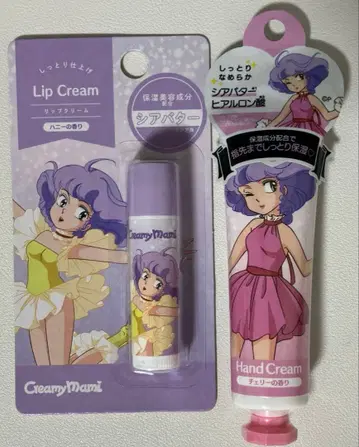 しっとり仕上げ
Lip Cream
リップクリーム
ハニーの香り
保湿美容成分
配合
シアバター
CreamyMami
CreamyMami
しっとり
なめらか
シアバター
ヒアルロン酸
保湿成分配合で
指先までしっとり保湿♡
Hand Cream
チェリーの香り